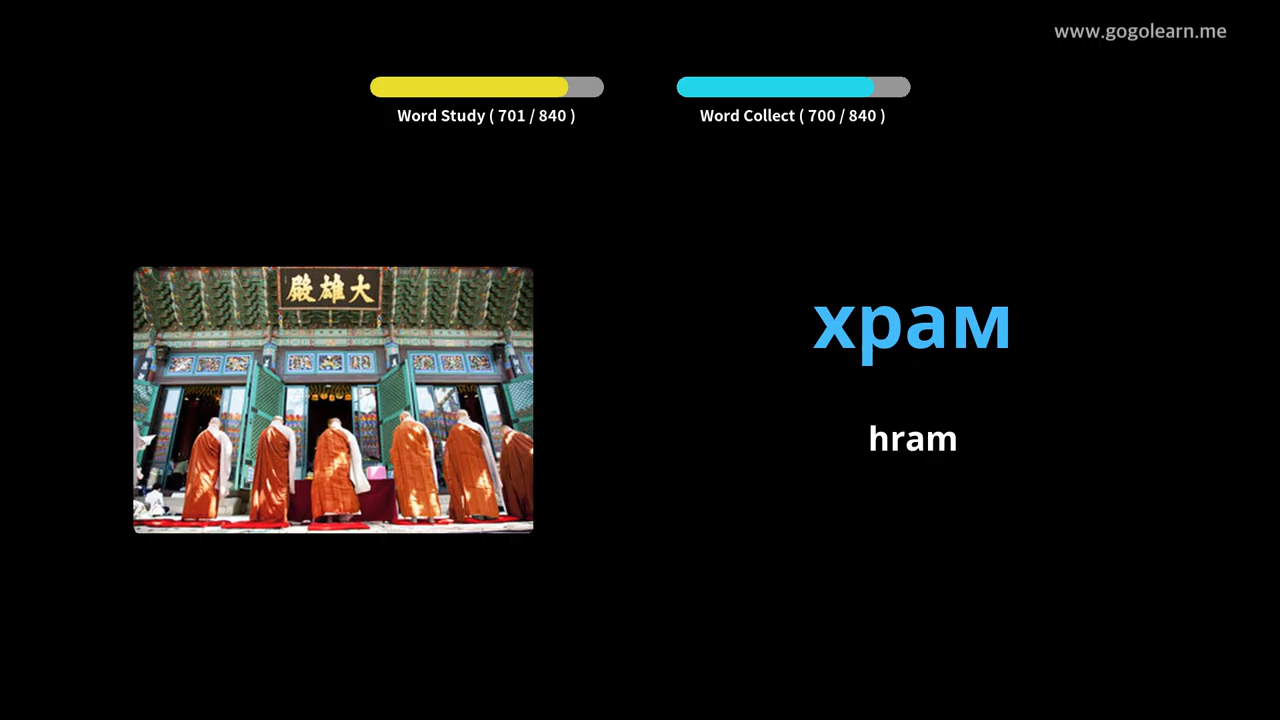 www.gogolearn.me
Word Study ( 701 / 840 )
Word Collect ( 700 / 840 )
殿雄大
храм
hram